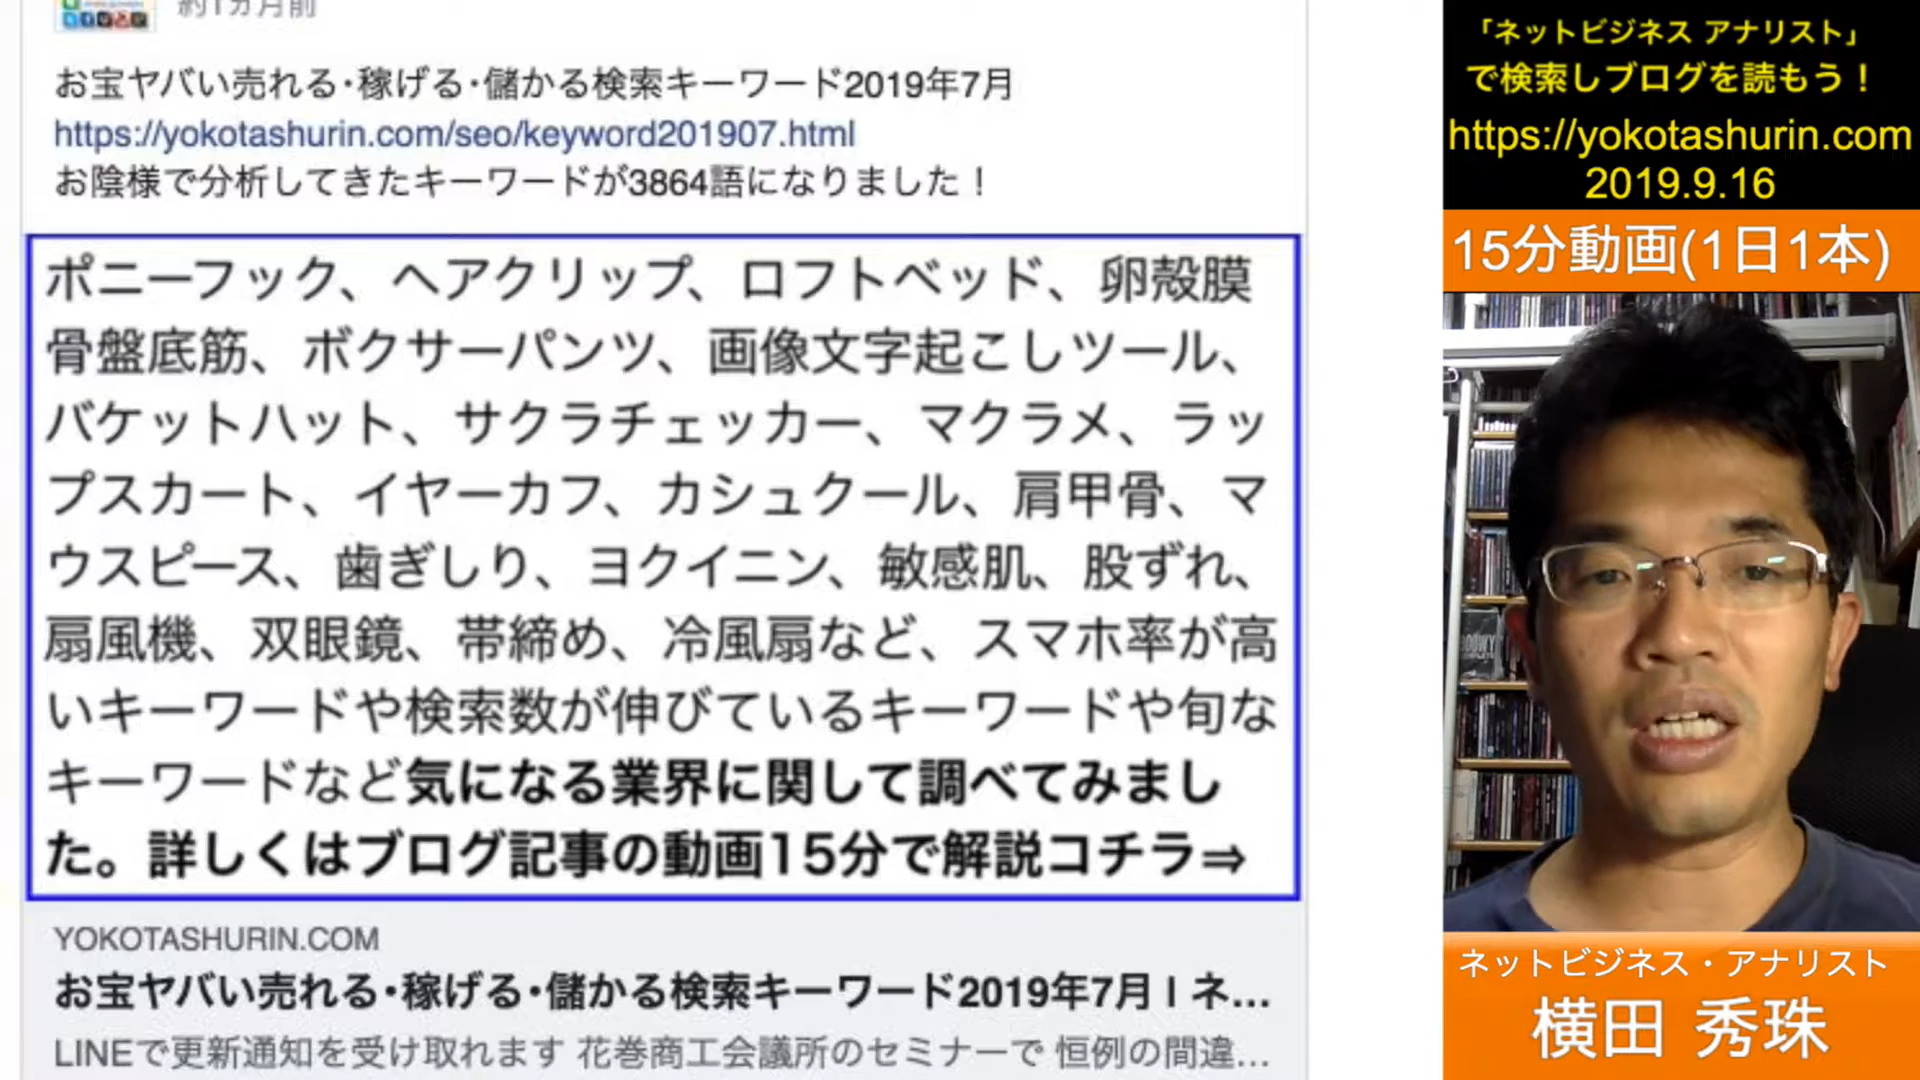 約1カ月前
お宝ヤバい売れる・稼げる・儲かる検索キーワード2019年7月
https://yokotashurin.com/seo/keyword201907.html
お陰様で分析してきたキーワードが3864語になりました！
ポニーフック、ヘアクリップ、ロフトベッド、卵殻膜
骨盤底筋、ボクサーパンツ、画像文字起こしツール、
バケットハット、サクラチェッカー、マクラメ、ラッ
プスカート、イヤーカフ、カシュクール、肩甲骨、マ
ウスピース、歯ぎしり、ヨクイニン、敏感肌、股ずれ、
扇風機、双眼鏡、帯締め、冷風扇など、スマホ率が高
いキーワードや検索数が伸びているキーワードや旬な
キーワードなど気になる業界に関して調べてみまし
た。詳しくはブログ記事の動画15分で解説コチラ⇒
YOKOTASHURIN.COM
お宝ヤバい売れる・稼げる・儲かる検索キーワード2019年7月 | ネ...
LINEで更新通知を受け取れます 花巻商工会議所のセミナーで 恒例の間違...
「ネットビジネス アナリスト」
で検索しブログを読もう！
https://yokotashurin.com
2019.9.16
15分動画(1日1本)
ネットビジネス・アナリスト
横田 秀珠